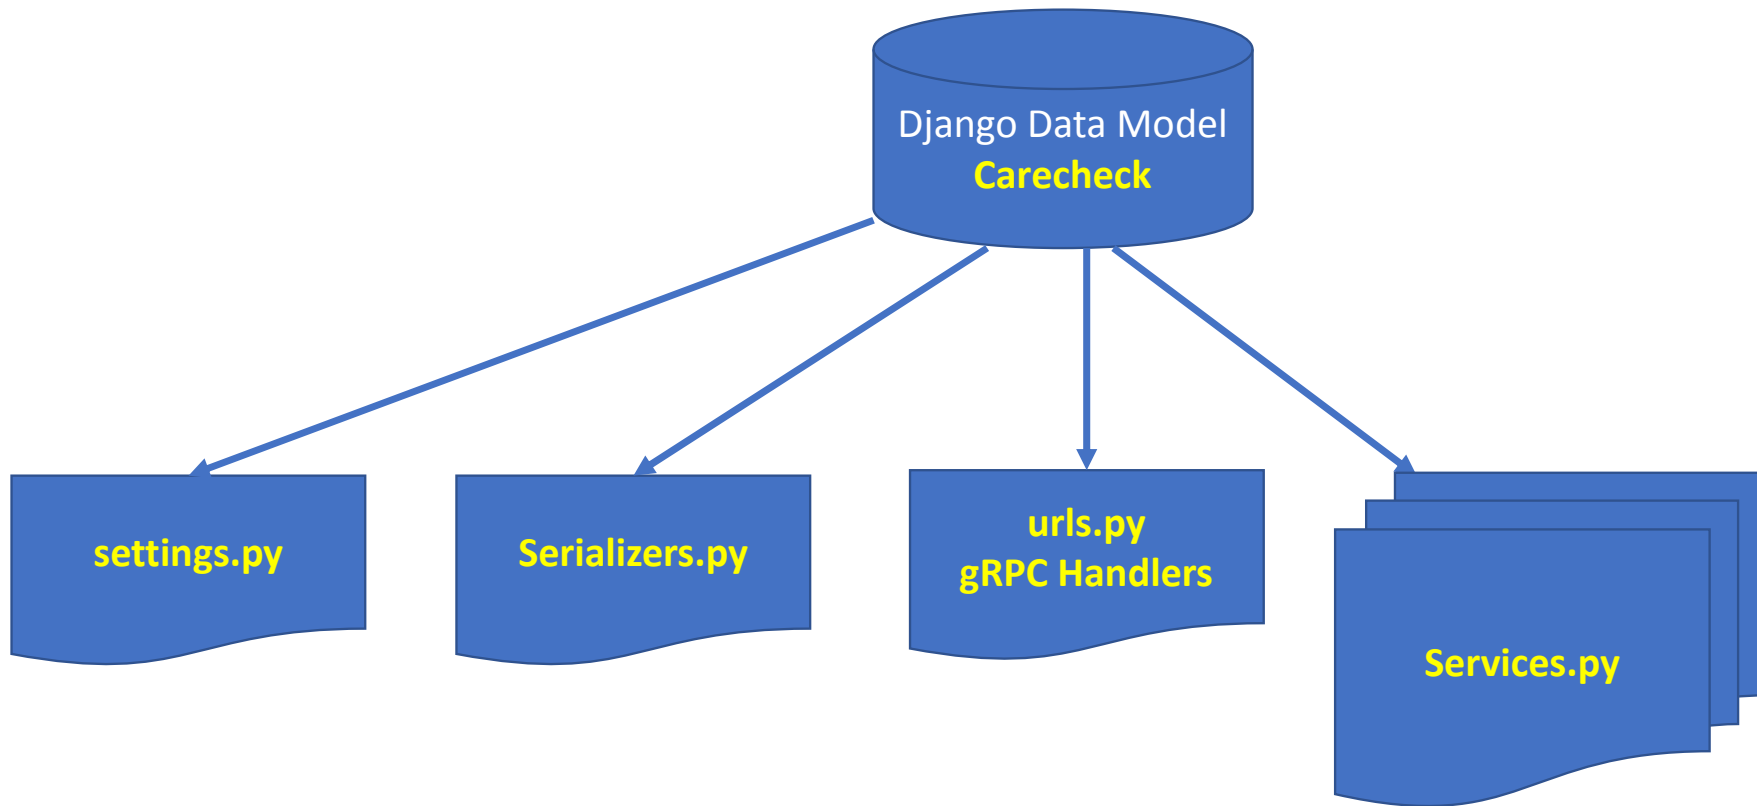 Django Data Model
Carecheck
settings.py
Serializers.py
urls.py
gRPC Handlers
Services.py